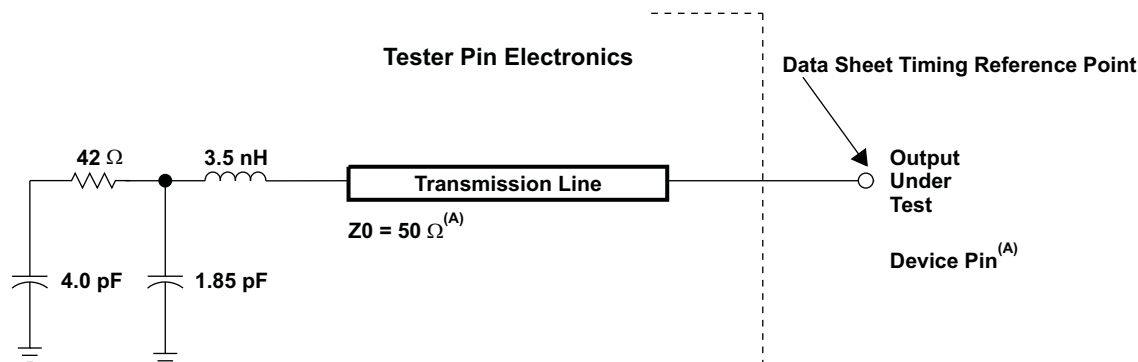 Tester Pin Electronics
Data Sheet Timing Reference Point
42 Ω
3.5 nH
Transmission Line
Output
Under
Test
Z0 = 50 Ω(A)
Device Pin(A)
4.0 pF
1.85 pF